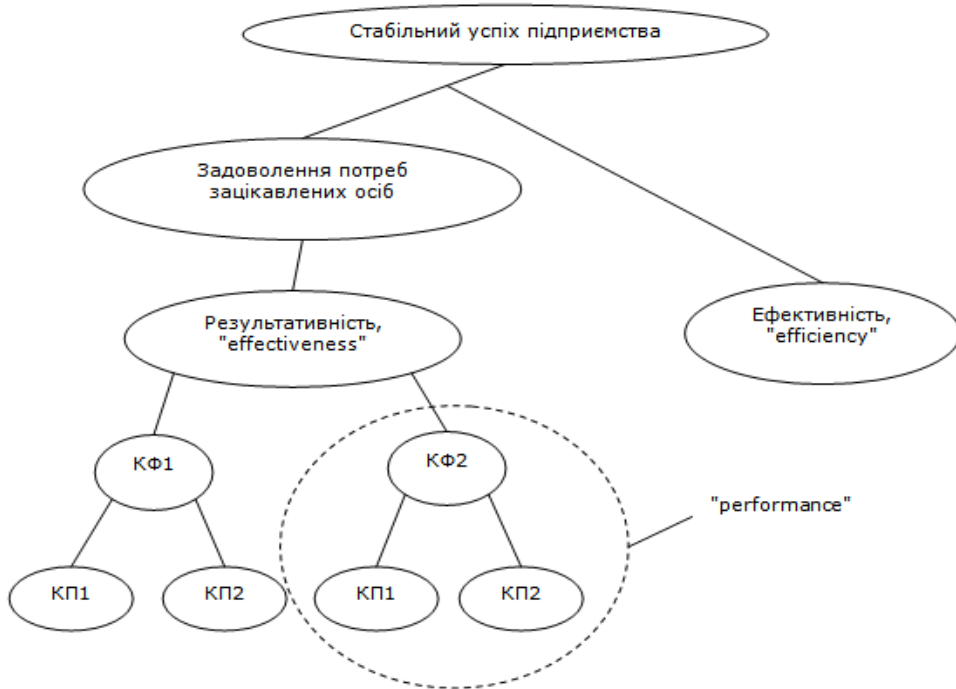 Стабільний успіх підприємства
Задоволення потреб
зацікавлених осіб
Результативність,
"effectiveness"
Ефективність,
"efficiency"
КФ1
КФ2
"performance"
КП1
КП2
КП1
КП2